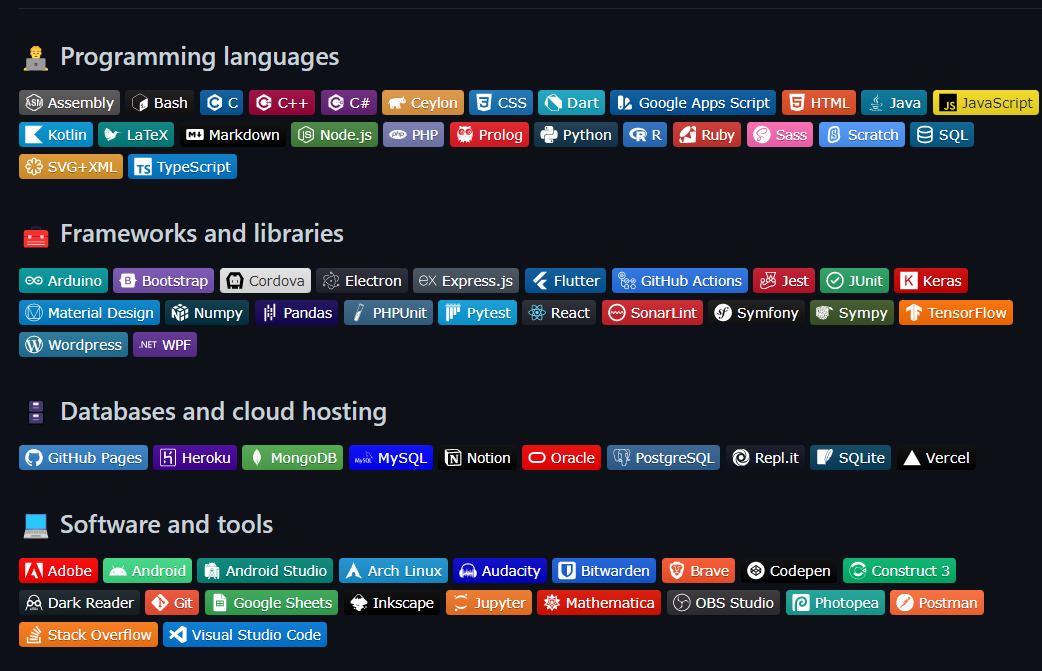 Programming languages
Assembly Bash C C++ C# Ceylon CSS Dart Google Apps Script HTML Java JavaScript
Kotlin LaTeX Markdown Node.js PHP Prolog Python R Ruby Sass Scratch SQL
SVG+XML TypeScript
Frameworks and libraries
Arduino Bootstrap Cordova Electron Express.js Flutter GitHub Actions Jest JUnit Keras
Material Design Numpy Pandas PHPUnit Pytest React SonarLint Symfony Sympy TensorFlow
Wordpress .NET WPF
Databases and cloud hosting
GitHub Pages Heroku MongoDB MySQL Notion Oracle PostgreSQL Repl.it SQLite Vercel
Software and tools
Adobe Android Android Studio Arch Linux Audacity Bitwarden Brave Codepen Construct 3
Dark Reader Git Google Sheets Inkscape Jupyter Mathematica OBS Studio Photopea Postman
Stack Overflow Visual Studio Code